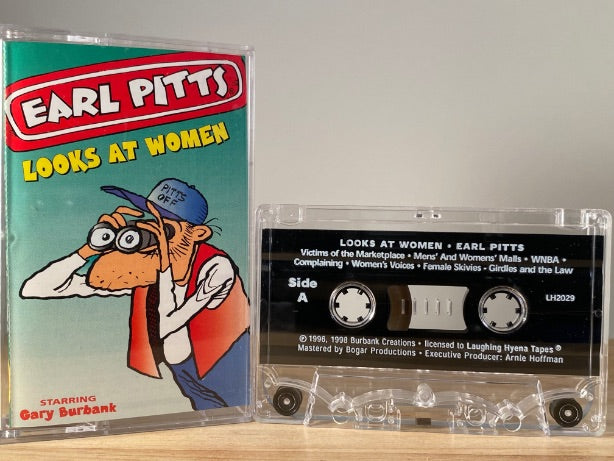 EARL PITTS
LOOKS AT WOMEN
PITTS
OFF
STARRING
Gary Burbank
LOOKS AT WOMEN • EARL PITTS
Victims of the Marketplace • Mens' And Womens' Malls • WNBA •
Complaining • Women's Voices • Female Skivies - Girdles and the Law
Side
A
LH2029
℗ 1996, 1998 Burbank Creations • licensed to Laughing Hyena Tapes ®
Mastered by Bogar Productions • Executive Producer: Arnie Hoffman